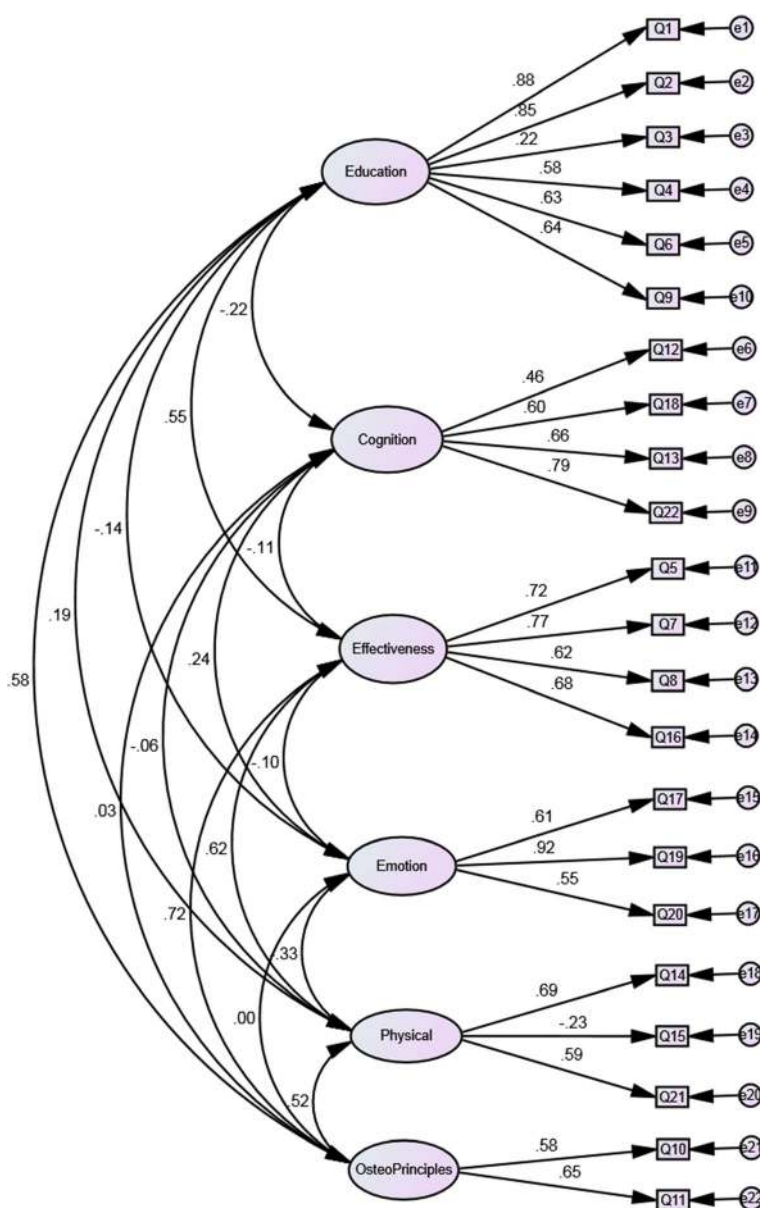 Q1 e1
.88
Q2 e2
.85
Q3 e3
.22
Education
.58
Q4 e4
.63
Q6 e5
.64
Q9 e10
-.22
Q12 e6
.46
Q18 e7
.60
.55
Cognition
.66
Q13 e8
.79
Q22 e9
-.14
-.11
Q5 e11
.72
.19
Q7 e12
.77
Effectiveness
.24
.62
Q8 e13
.58
.68
Q16 e14
-.06
-.10
Q17 e15
.03
.61
.62
Q19 e16
.92
Emotion
.72
.55
Q20 e17
.33
Q14 e18
.69
.00
Physical
-.23
Q15 e19
.59
Q21 e20
.52
.58
Q10 e21
OsteoPrinciples
.65
Q11 e22